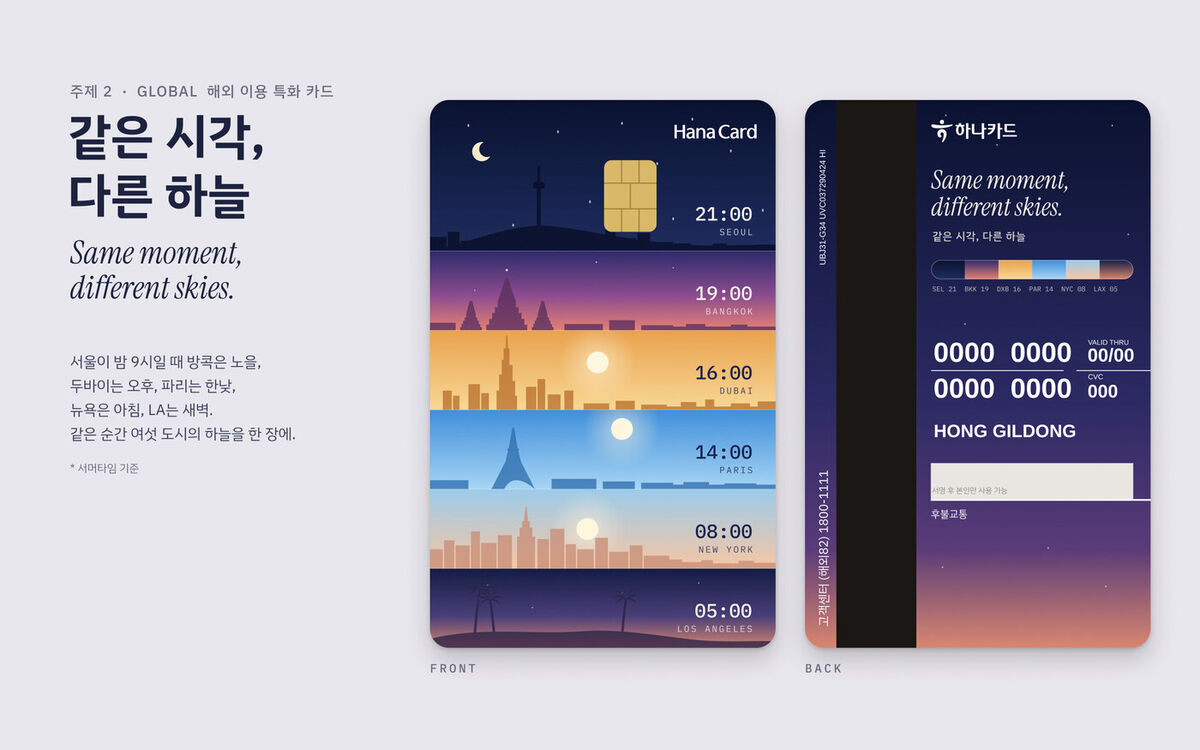 주제 2 · GLOBAL 해외 이용 특화 카드
같은 시각,
다른 하늘
Same moment,
different skies.
서울이 밤 9시일 때 방콕은 노을,
두바이는 오후, 파리는 한낮,
뉴욕은 아침, LA는 새벽.
같은 순간 여섯 도시의 하늘을 한 장에.
* 서머타임 기준
Hana Card
21:00
SEOUL
19:00
BANGKOK
16:00
DUBAI
14:00
PARIS
08:00
NEW YORK
05:00
LOS ANGELES
FRONT
UBJ31-G34 UVC037290424 HI
고객센터 (해외82) 1800-1111
하나카드
Same moment,
different skies.
같은 시각, 다른 하늘
SEL 21 BKK 19 DXB 16 PAR 14 NYC 08 LAX 05
0000 0000
VALID THRU
00/00
0000 0000
CVC
000
HONG GILDONG
서명 후 본인만 사용 가능
후불교통
BACK